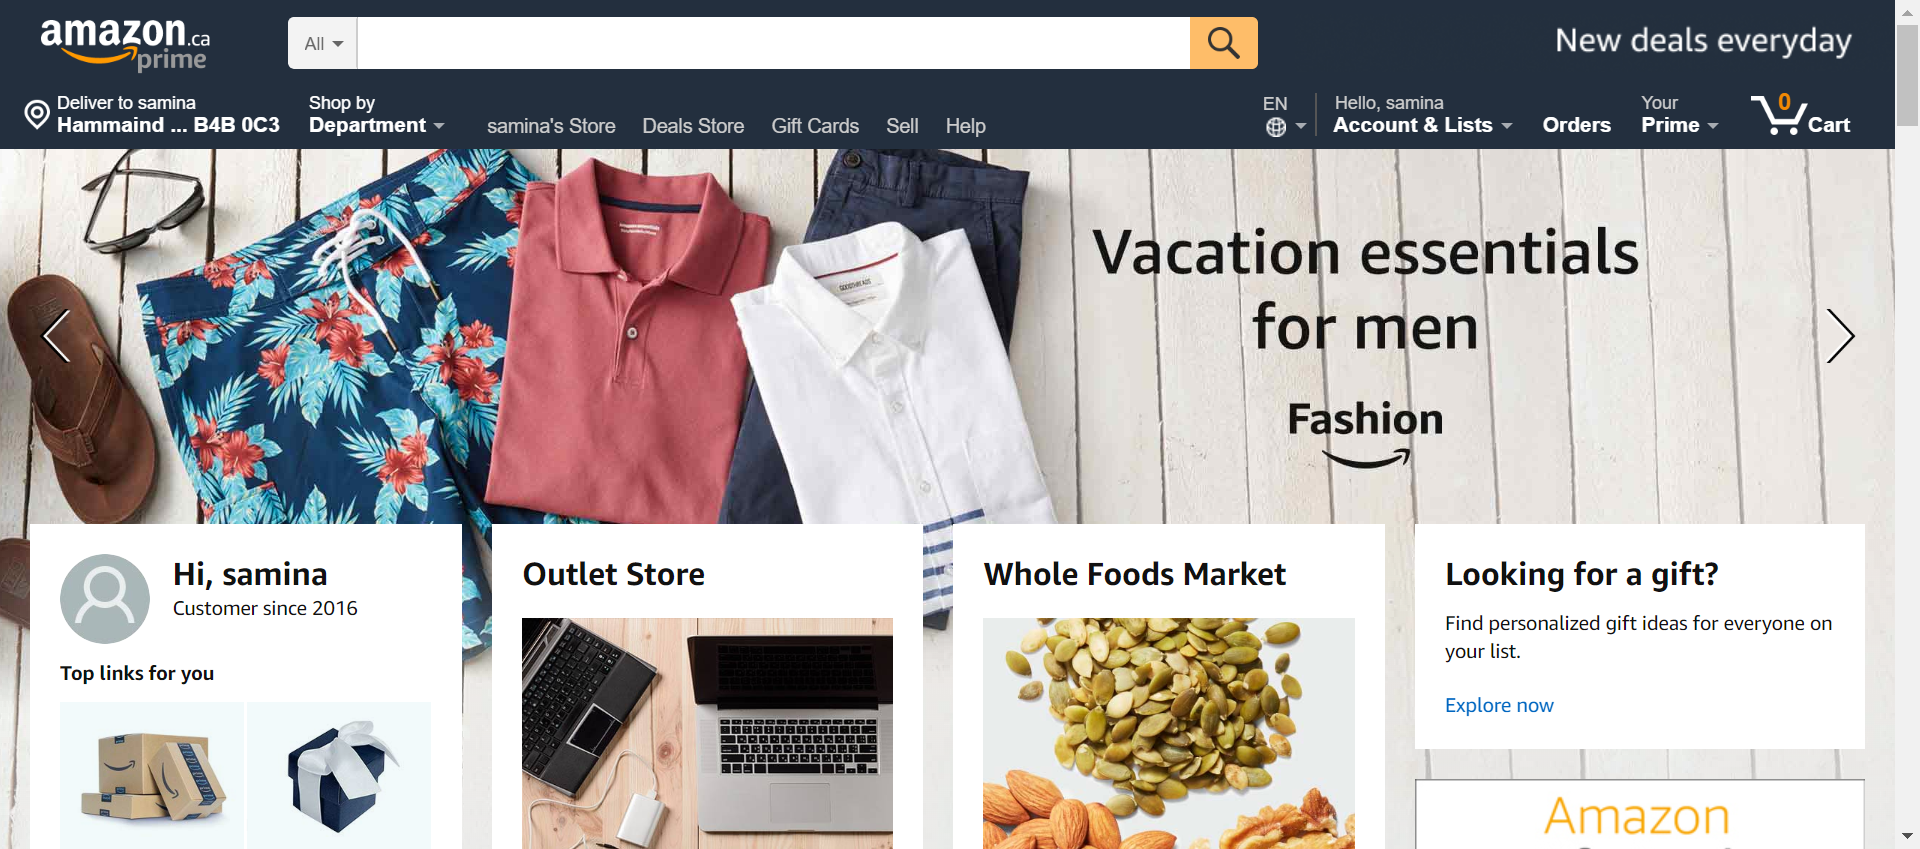 amazon.ca
prime
All
New deals everyday
Deliver to samina
Hammaind ... B4B 0C3
Shop by
Department
samina's Store
Deals Store
Gift Cards
Sell
Help
EN
Hello, samina
Account & Lists
Orders
Your
Prime
0
Cart
Vacation essentials
for men
Fashion
GOODTHREADS
Hi, samina
Customer since 2016
Top links for you
Outlet Store
Whole Foods Market
Looking for a gift?
Find personalized gift ideas for everyone on
your list.
Explore now
Amazon